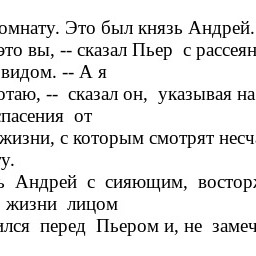 омнату. Это был князь Андрей.
это вы, -- сказал Пьер с рассеян
видом. -- А я
отаю, -- сказал он, указывая на
спасения от
жизни, с которым смотрят несча
у.
ь Андрей с сияющим, восторж
жизни лицом
ился перед Пьером и, не замеч